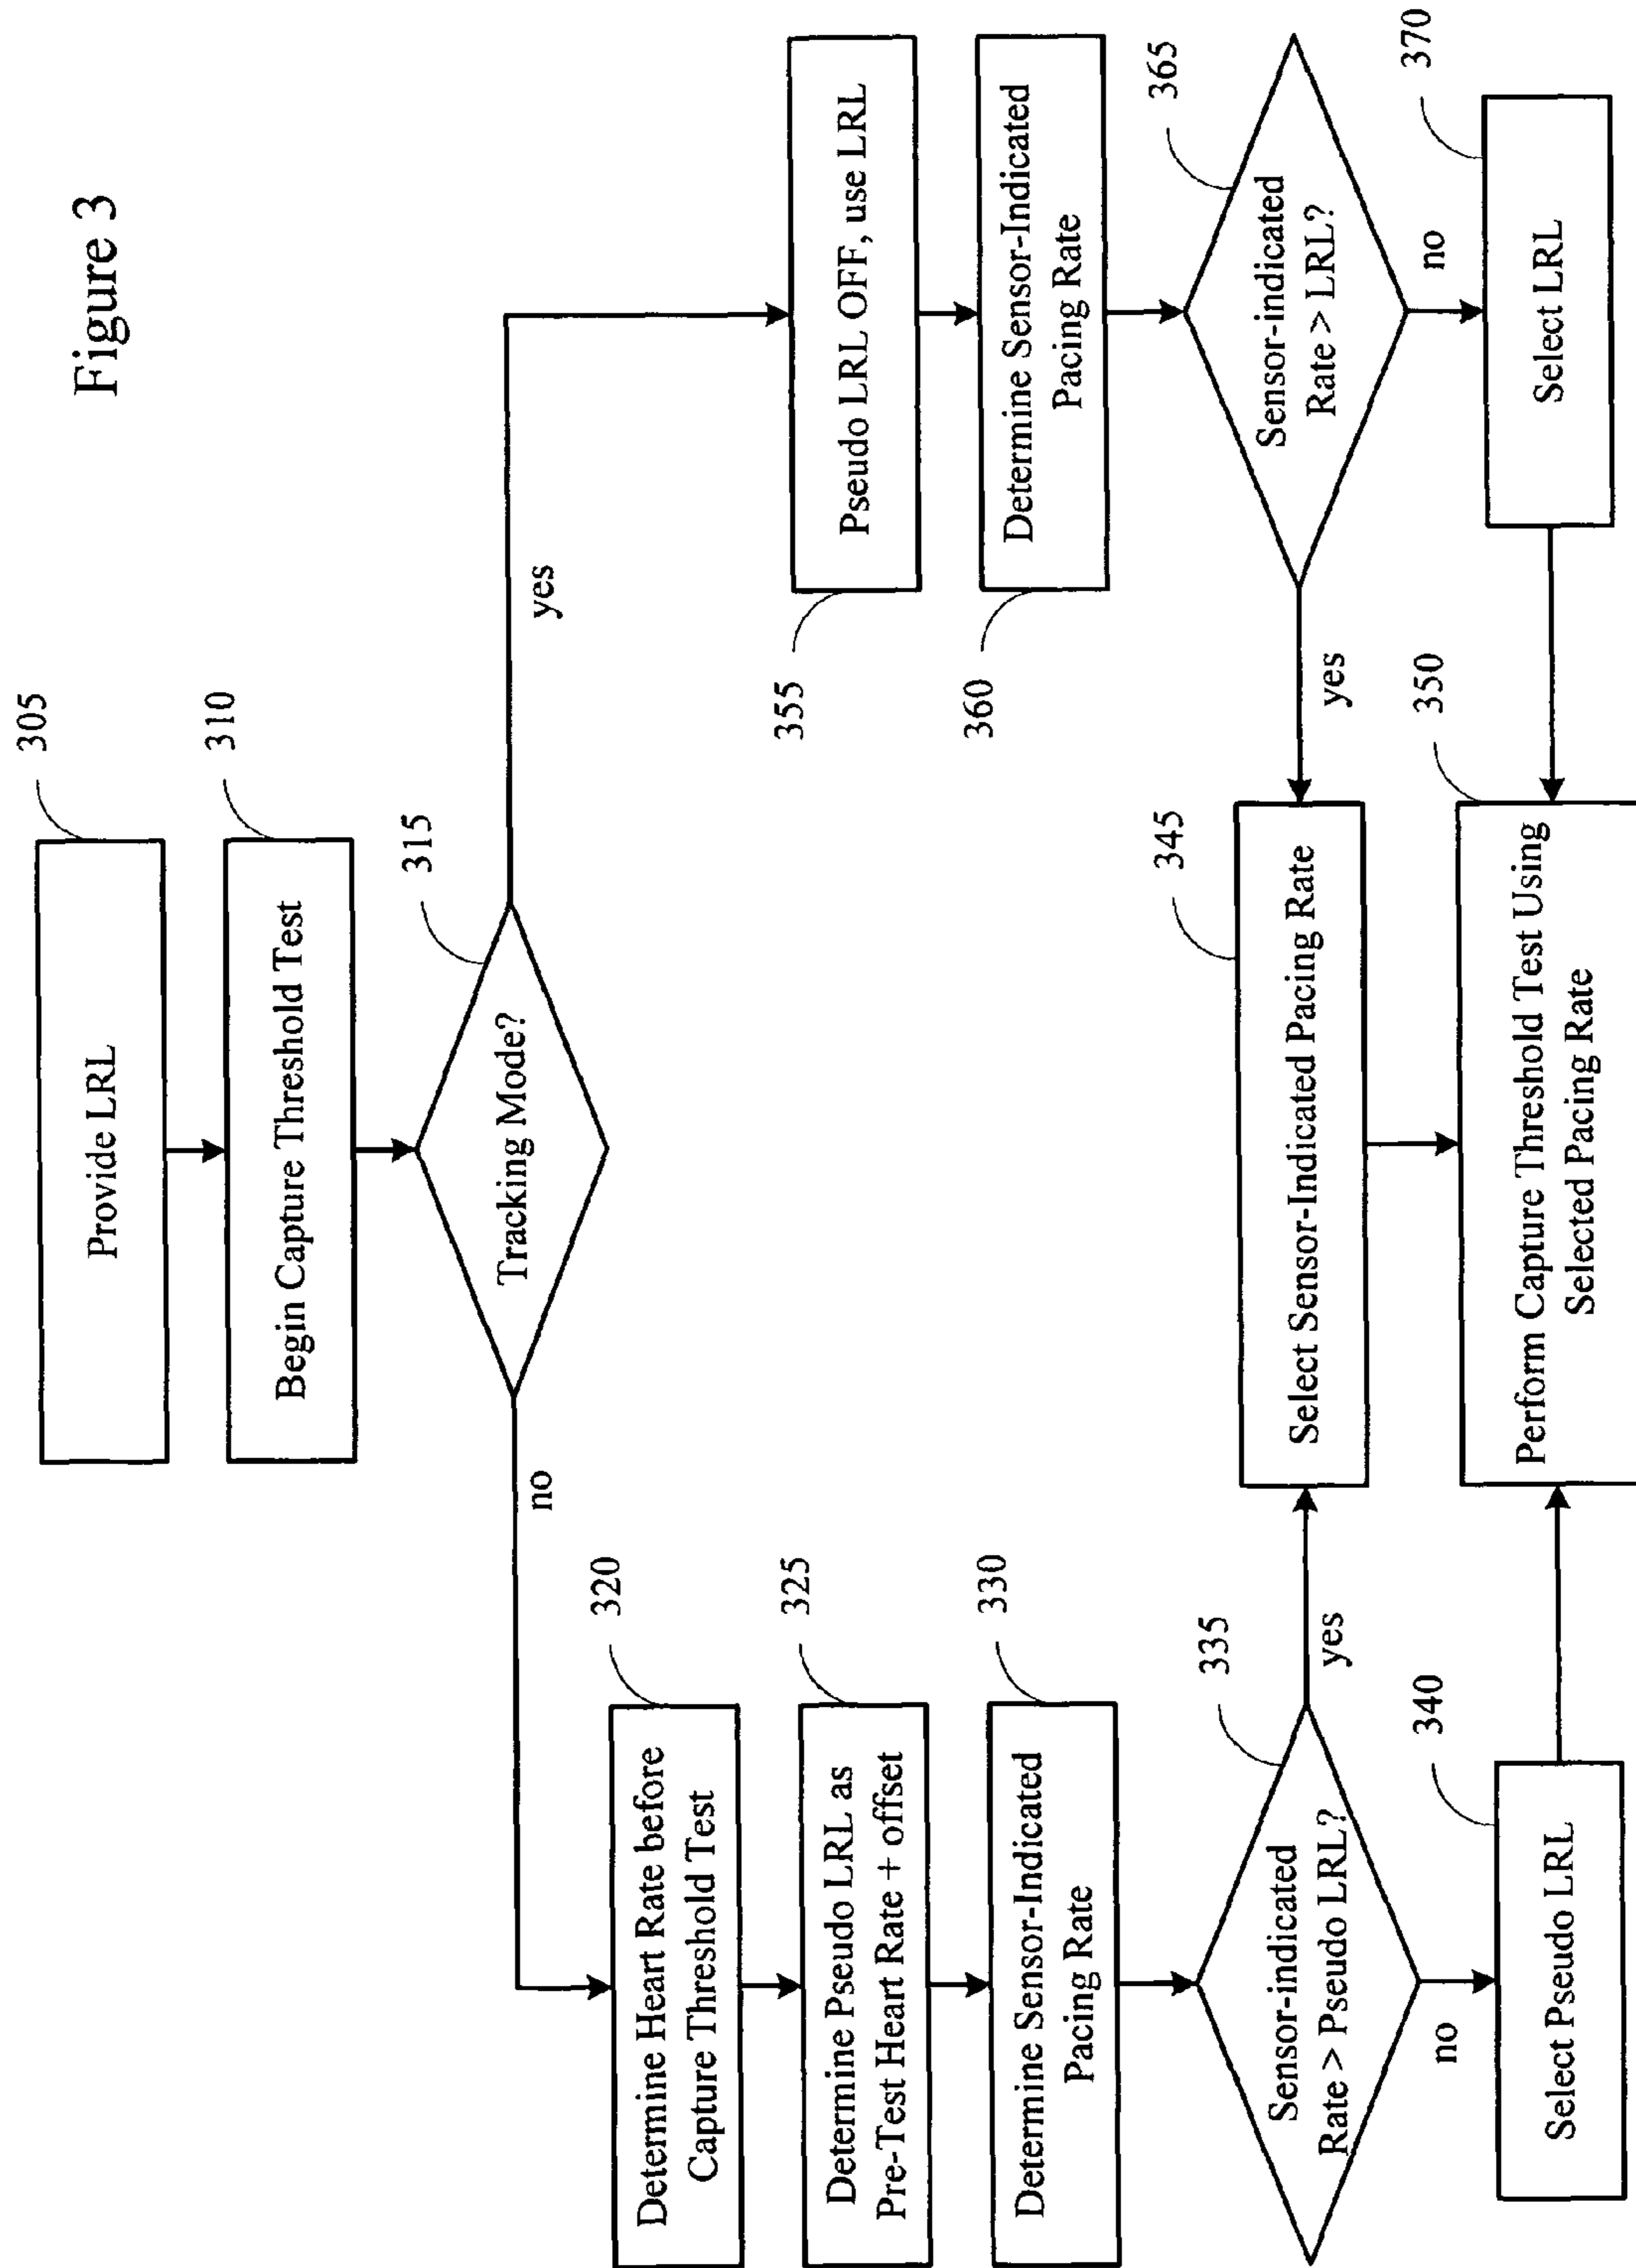 Figure 3
305
Provide LRL
310
Begin Capture Threshold Test
315
Tracking Mode?
no
yes
320
Determine Heart Rate before
Capture Threshold Test
325
Determine Pseudo LRL as
Pre-Test Heart Rate + offset
330
Determine Sensor-Indicated
Pacing Rate
335
Sensor-indicated
Rate > Pseudo LRL?
yes
no
340
Select Pseudo LRL
345
Select Sensor-Indicated Pacing Rate
350
Perform Capture Threshold Test Using
Selected Pacing Rate
355
Pseudo LRL OFF, use LRL
360
Determine Sensor-Indicated
Pacing Rate
365
Sensor-indicated
Rate > LRL?
yes
no
370
Select LRL